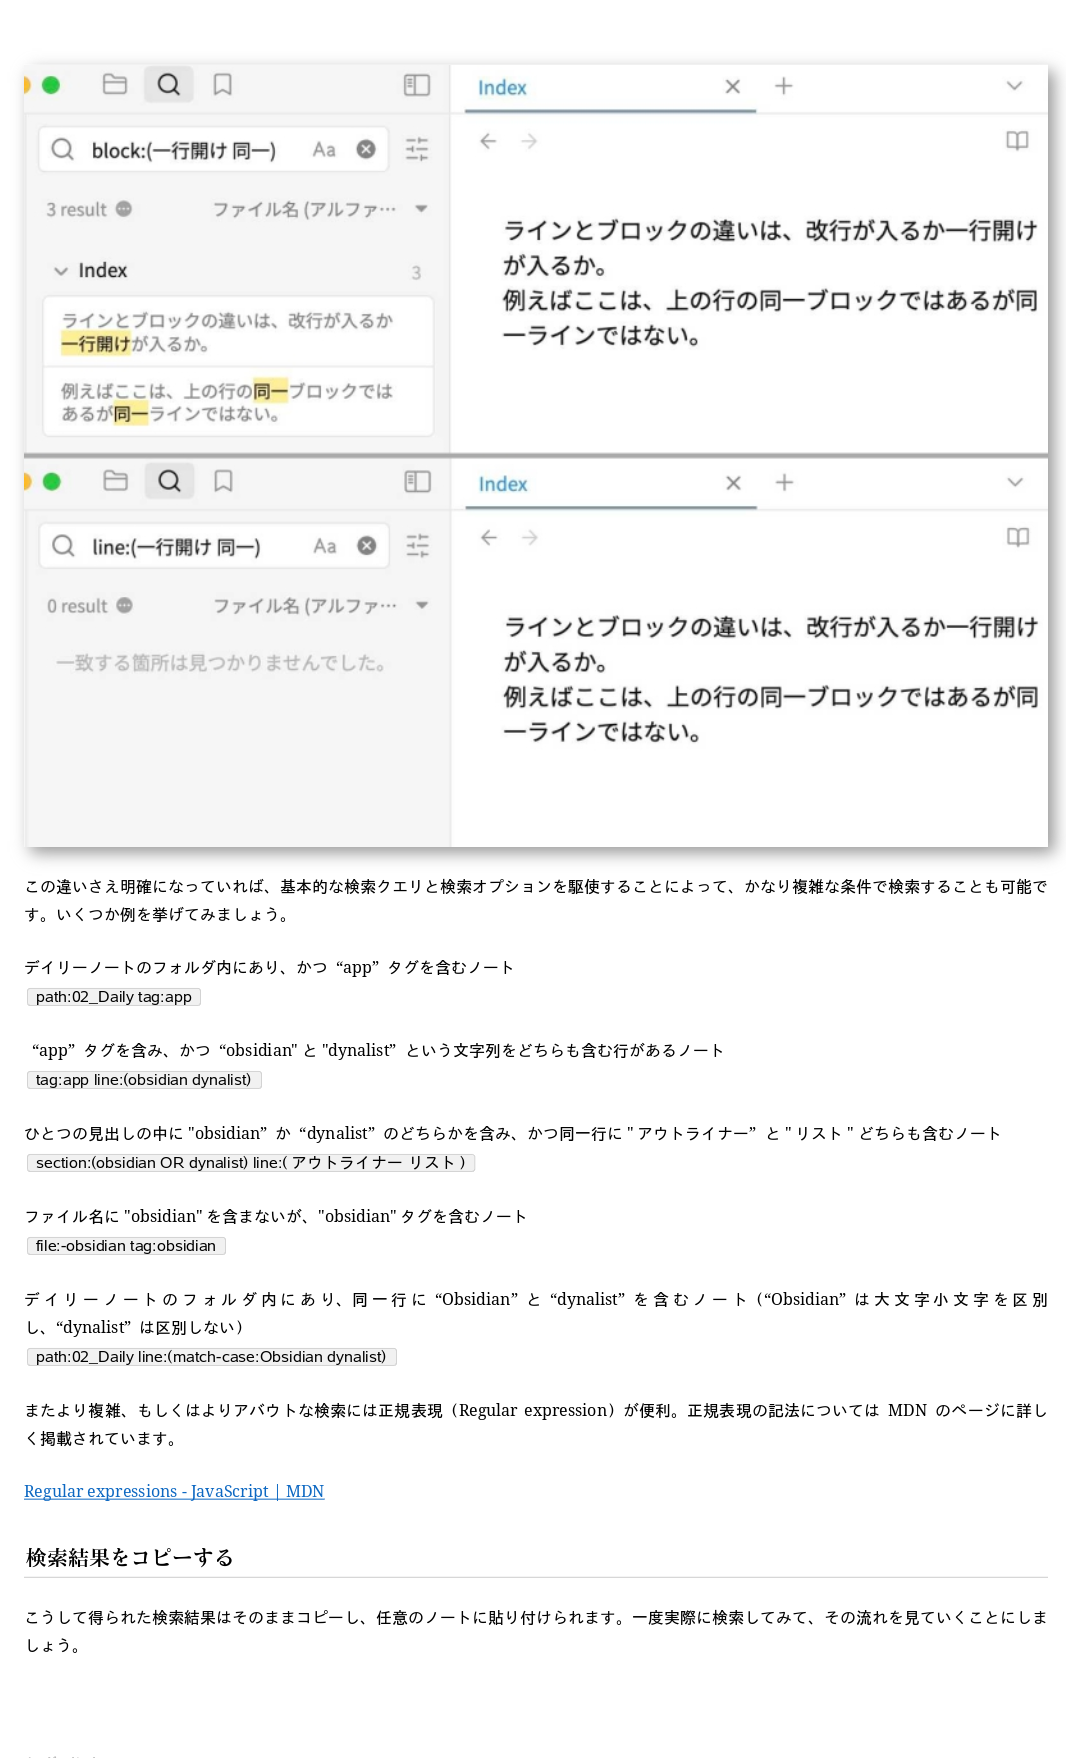 Index
block:(一行開け 同一) Aa
3 result ファイル名 (アルファ…
Index 3
ラインとブロックの違いは、改行が入るか
一行開けが入るか。
例えばここは、上の行の同一ブロックでは
あるが同一ラインではない。
ラインとブロックの違いは、改行が入るか一行開け
が入るか。
例えばここは、上の行の同一ブロックではあるが同
一ラインではない。
Index
line:(一行開け 同一) Aa
0 result ファイル名 (アルファ…
一致する箇所は見つかりませんでした。
ラインとブロックの違いは、改行が入るか一行開け
が入るか。
例えばここは、上の行の同一ブロックではあるが同
一ラインではない。
この違いさえ明確になっていれば、基本的な検索クエリと検索オプションを駆使することによって、かなり複雑な条件で検索することも可能で
す。いくつか例を挙げてみましょう。
デイリーノートのフォルダ内にあり、かつ “app” タグを含むノート
path:02_Daily tag:app
“app” タグを含み、かつ “obsidian" と "dynalist” という文字列をどちらも含む行があるノート
tag:app line:(obsidian dynalist)
ひとつの見出しの中に "obsidian” か “dynalist” のどちらかを含み、かつ同一行に " アウトライナー” と " リスト " どちらも含むノート
section:(obsidian OR dynalist) line:( アウトライナー リスト )
ファイル名に "obsidian" を含まないが、"obsidian" タグを含むノート
file:-obsidian tag:obsidian
デイリーノートのフォルダ内にあり、同一行に “Obsidian” と “dynalist” を含むノート (“Obsidian” は大文字小文字を区別
し、“dynalist” は区別しない)
path:02_Daily line:(match-case:Obsidian dynalist)
またより複雑、もしくはよりアバウトな検索には正規表現（Regular expression）が便利。正規表現の記法については MDN のページに詳し
く掲載されています。
Regular expressions - JavaScript | MDN
検索結果をコピーする
こうして得られた検索結果はそのままコピーし、任意のノートに貼り付けられます。一度実際に検索してみて、その流れを見ていくことにしま
しょう。